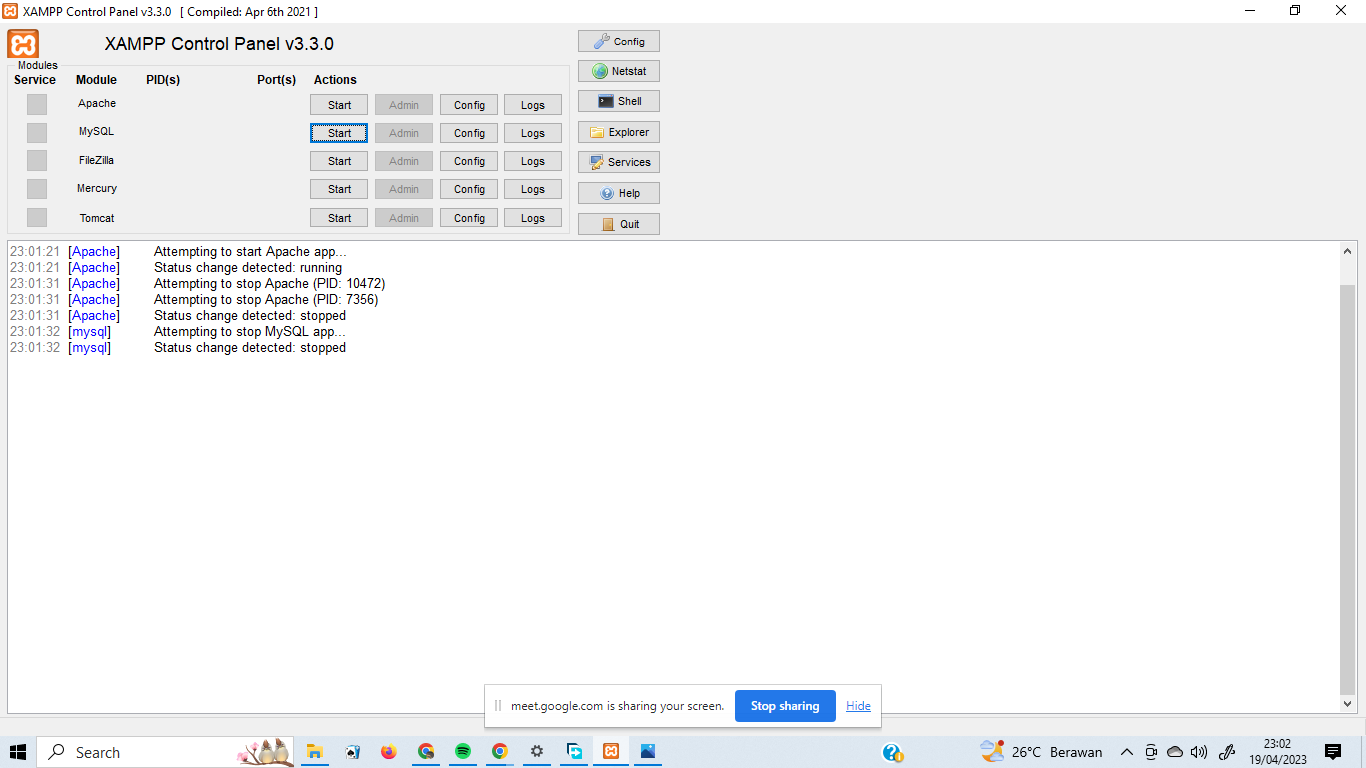 XAMPP Control Panel v3.3.0 [ Compiled: Apr 6th 2021 ]
XAMPP Control Panel v3.3.0
Config
Modules
Service Module PID(s) Port(s) Actions
Netstat
Apache Start Admin Config Logs
Shell
MySQL Start Admin Config Logs
Explorer
FileZilla Start Admin Config Logs
Services
Mercury Start Admin Config Logs
Help
Tomcat Start Admin Config Logs
Quit
23:01:21 [Apache] Attempting to start Apache app...
23:01:21 [Apache] Status change detected: running
23:01:31 [Apache] Attempting to stop Apache (PID: 10472)
23:01:31 [Apache] Attempting to stop Apache (PID: 7356)
23:01:31 [Apache] Status change detected: stopped
23:01:32 [mysql] Attempting to stop MySQL app...
23:01:32 [mysql] Status change detected: stopped
meet.google.com is sharing your screen. Stop sharing Hide
Search
26°C Berawan
23:02
19/04/2023